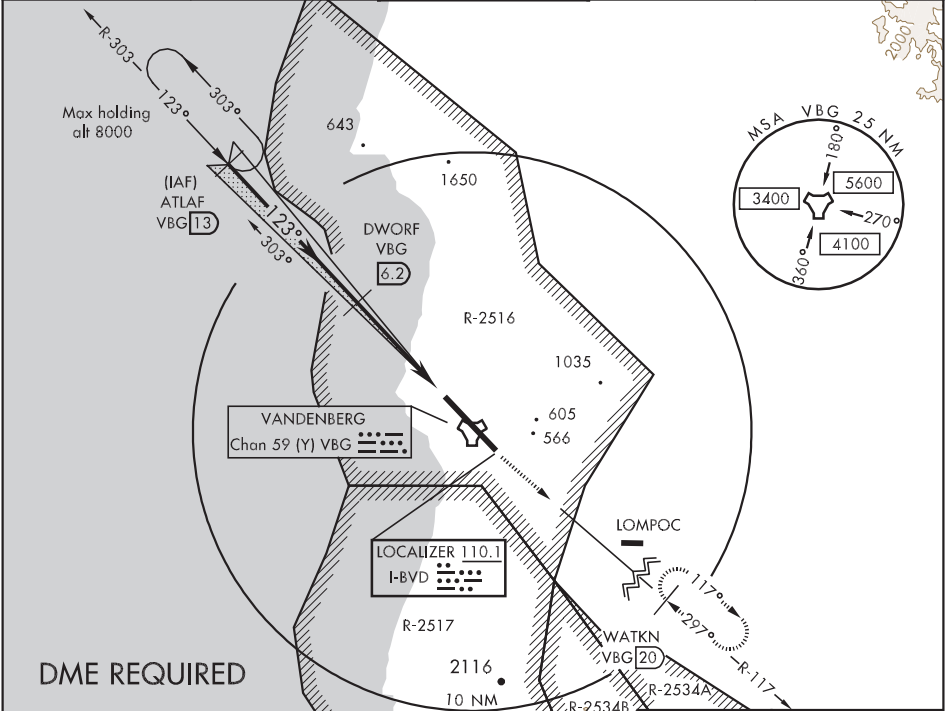 R-303
123°
303°
Max holding
alt 8000
(IAF)
ATLAF
VBG 13
123°
303°
643
1650
DWORF
VBG
6.2
2000
MSA VBG 25 NM
180°
3400
5600
270°
4100
360°
R-2516
1035
605
566
VANDENBERG
Chan 59 (Y) VBG
LOCALIZER 110.1
I-BVD
LOMPOC
117°
297°
R-117
WATKN
VBG 20
R-2517
2116
10 NM
R-2534B
R-2534A
DME REQUIRED